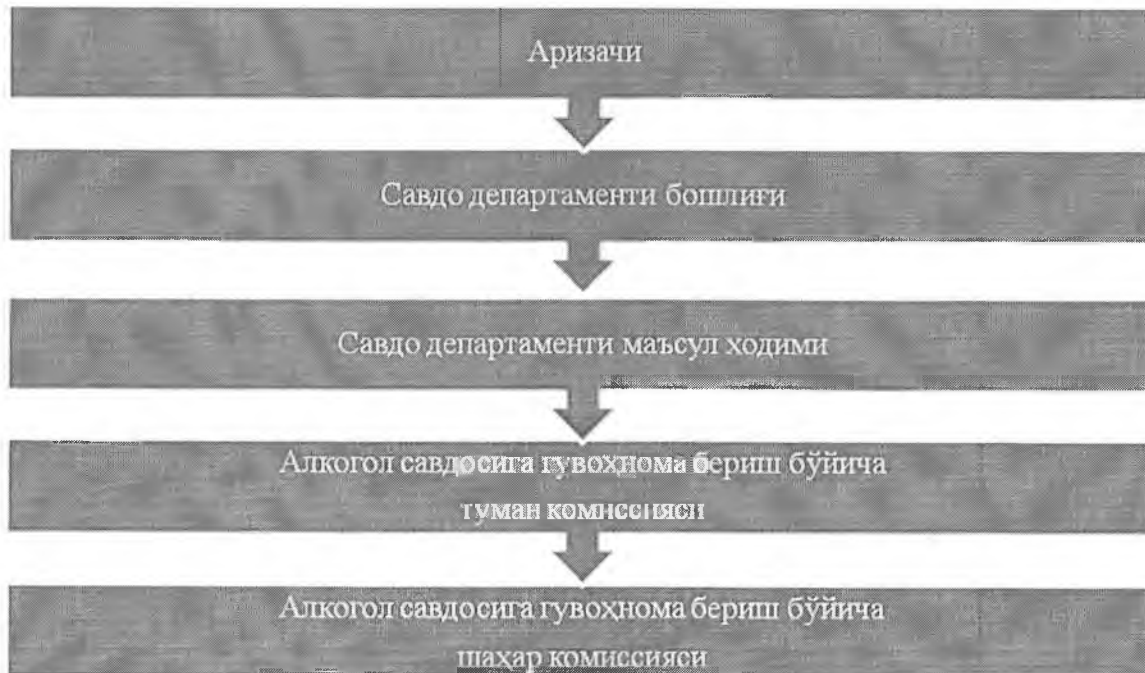 Аризачи
Савдо департаменти бошлиғи
Савдо департаменти маъсул ходими
Алкогол савдосига гувоҳнома бериш бўйича
туман комиссияси
Алкогол савдосига гувоҳнома бериш бўйича
шаҳар комиссияси